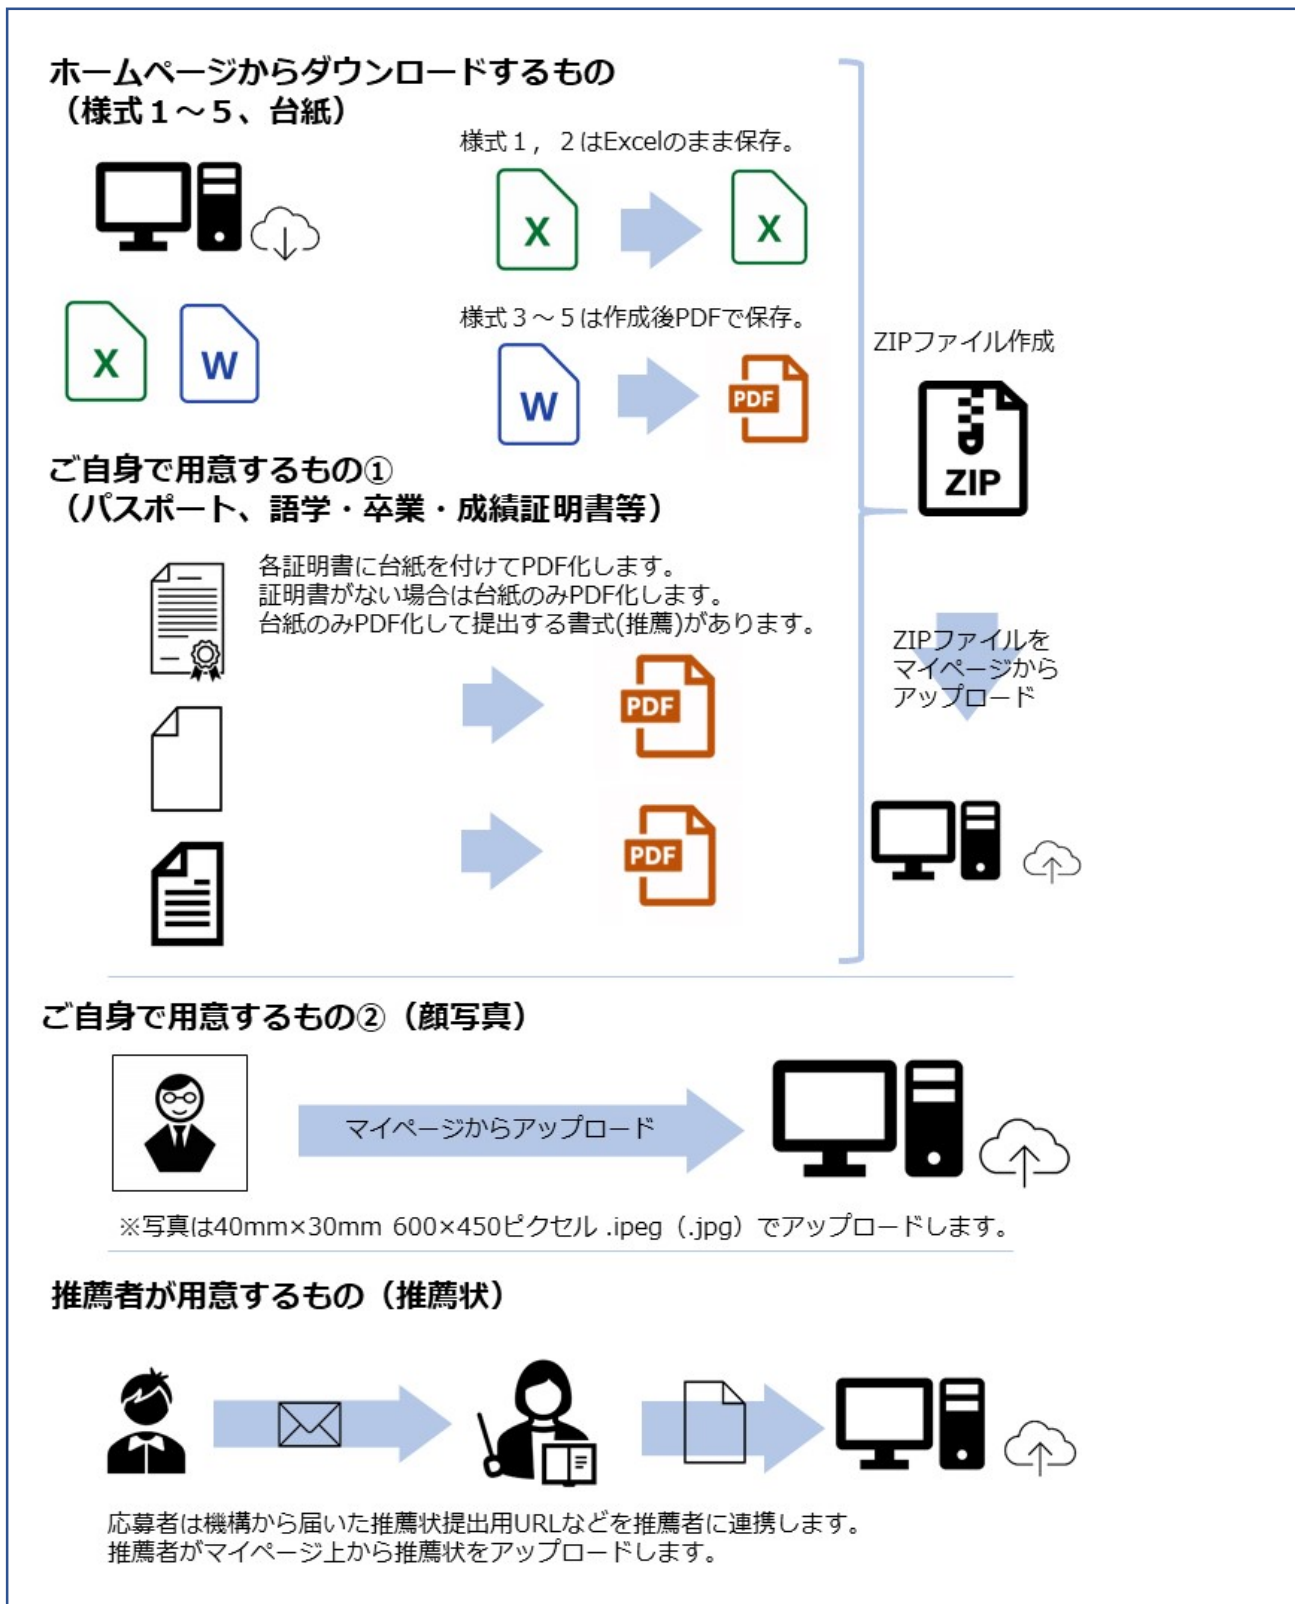 ホームページからダウンロードするもの
（様式１～５、台紙）
様式１，２はExcelのまま保存。
X
X
様式３～５は作成後PDFで保存。
X
W
W
PDF
ZIPファイル作成
ZIP
ご自身で用意するもの①
（パスポート、語学・卒業・成績証明書等）
各証明書に台紙を付けてPDF化します。
証明書がない場合は台紙のみPDF化します。
台紙のみPDF化して提出する書式(推薦)があります。
PDF
PDF
ZIPファイルを
マイページから
アップロード
ご自身で用意するもの②（顔写真）
マイページからアップロード
※写真は40mm×30mm 600×450ピクセル .ipeg（.jpg）でアップロードします。
推薦者が用意するもの（推薦状）
応募者は機構から届いた推薦状提出用URLなどを推薦者に連携します。
推薦者がマイページ上から推薦状をアップロードします。